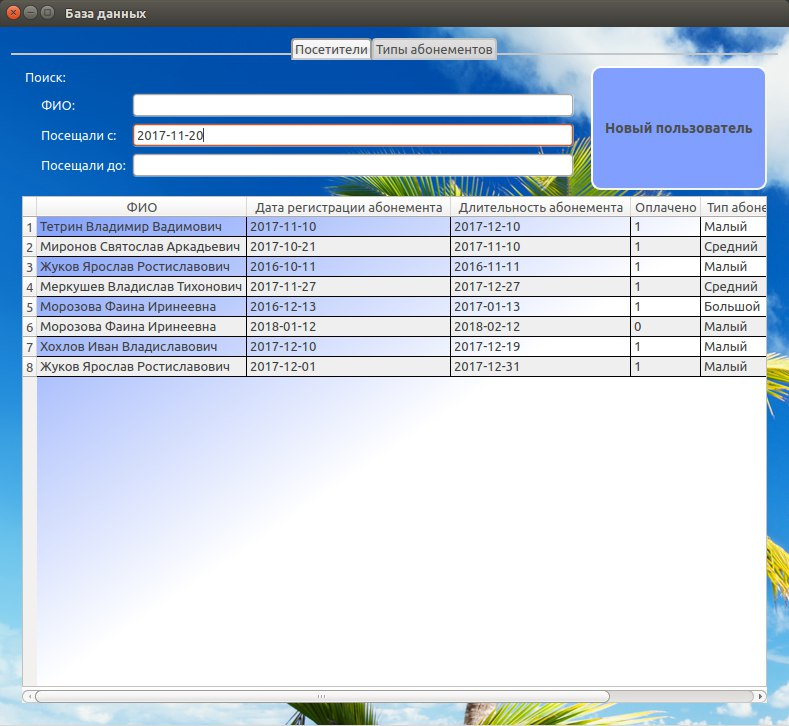 База данных
Посетители Типы абонементов
Поиск:
ФИО:
Посещали с: 2017-11-20
Посещали до:
Новый пользователь
ФИО Дата регистрации абонемента Длительность абонемента Оплачено Тип абоне
1 Тетрин Владимир Вадимович 2017-11-10 2017-12-10 1 Малый
2 Миронов Святослав Аркадьевич 2017-10-21 2017-11-10 1 Средний
3 Жуков Ярослав Ростиславович 2016-10-11 2016-11-11 1 Малый
4 Меркушев Владислав Тихонович 2017-11-27 2017-12-27 1 Средний
5 Морозова Фаина Иринеевна 2016-12-13 2017-01-13 1 Большой
6 Морозова Фаина Иринеевна 2018-01-12 2018-02-12 0 Малый
7 Хохлов Иван Владиславович 2017-12-10 2017-12-19 1 Малый
8 Жуков Ярослав Ростиславович 2017-12-01 2017-12-31 1 Малый